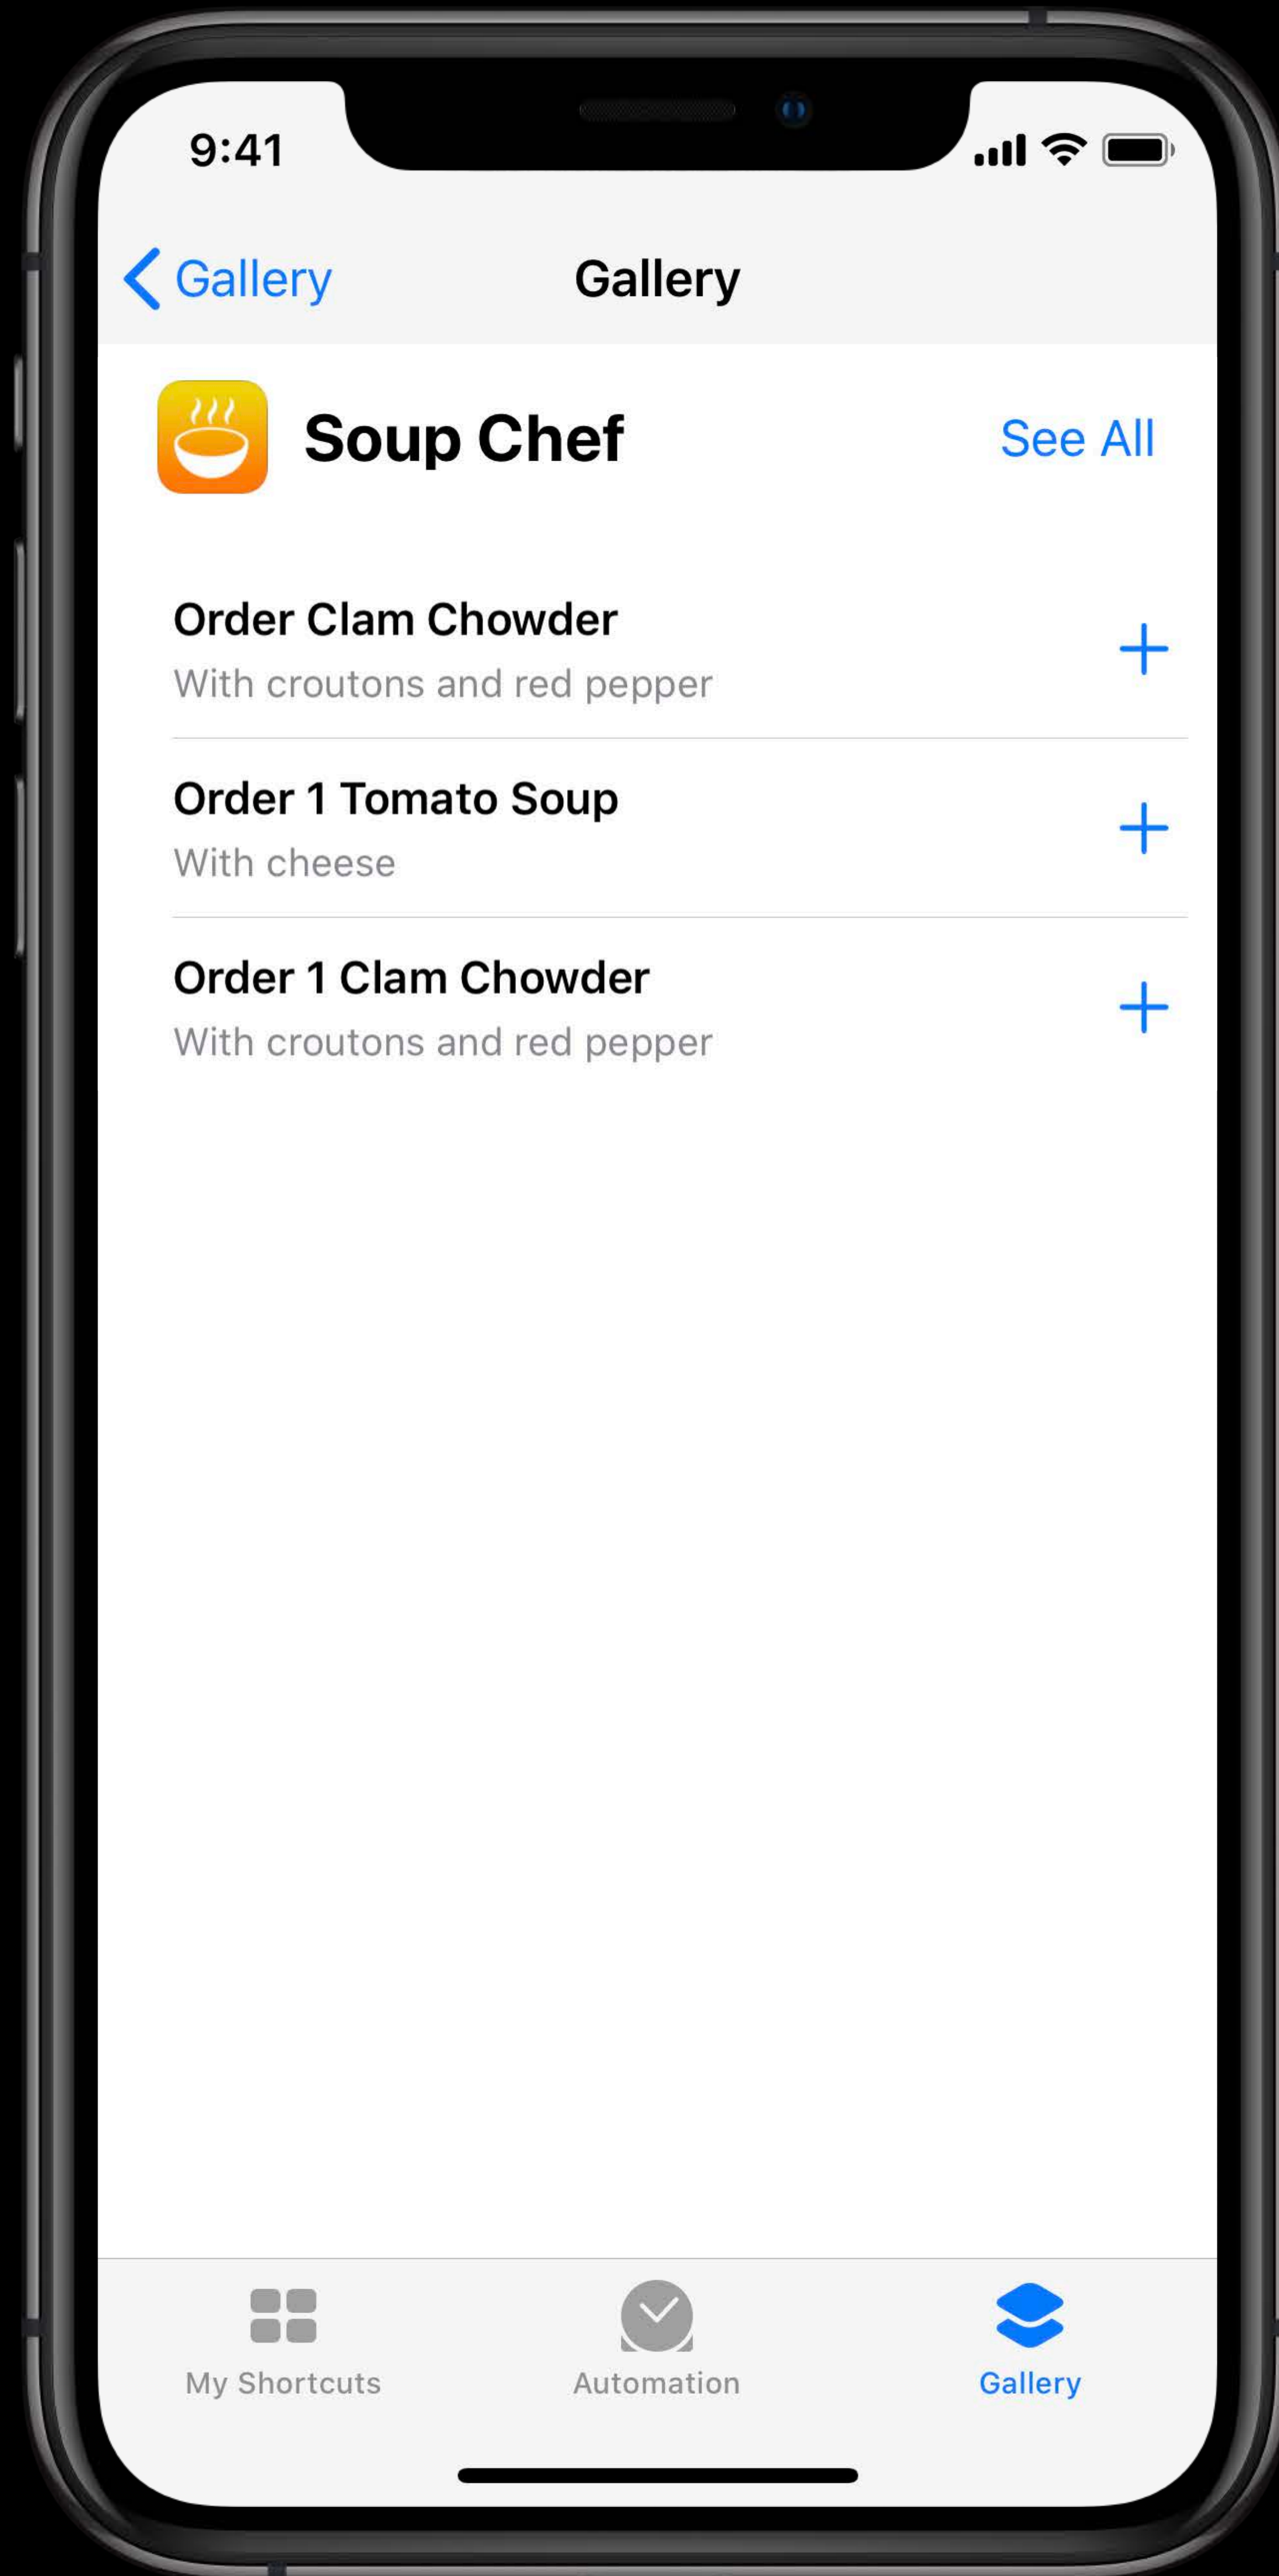 9:41
Gallery
Gallery
Soup Chef
See All
Order Clam Chowder
With croutons and red pepper
Order 1 Tomato Soup
With cheese
Order 1 Clam Chowder
With croutons and red pepper
My Shortcuts
Automation
Gallery